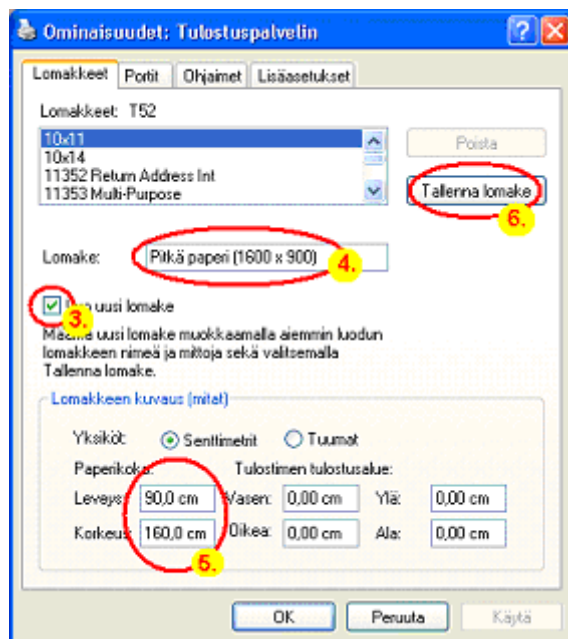 Ominaisuudet: Tulostuspalvelin
Lomakkeet Portit Ohjaimet Lisäasetukset
Lomakkeet: T52
10x11
10x14
11352 Return Address Int
11353 Multi-Purpose
Poista
Tallenna lomake
6.
Lomake: Pitkä paperi (1600 x 900)
4.
3. uusi lomake
uusi lomake muokkaamalla aiemmin luodun
lomakkeen nimeä ja mittoja sekä valitsemalla
Tallenna lomake.
Lomakkeen kuvaus (mitat)
Yksiköt: Senttimetrit Tuumat
Paperikoko: Tulostimen tulostusalue:
Leveys: 90,0 cm Vasen: 0,00 cm Ylä: 0,00 cm
Korkeus: 160,0 cm Oikea: 0,00 cm Ala: 0,00 cm
5.
OK Peruuta Käytä